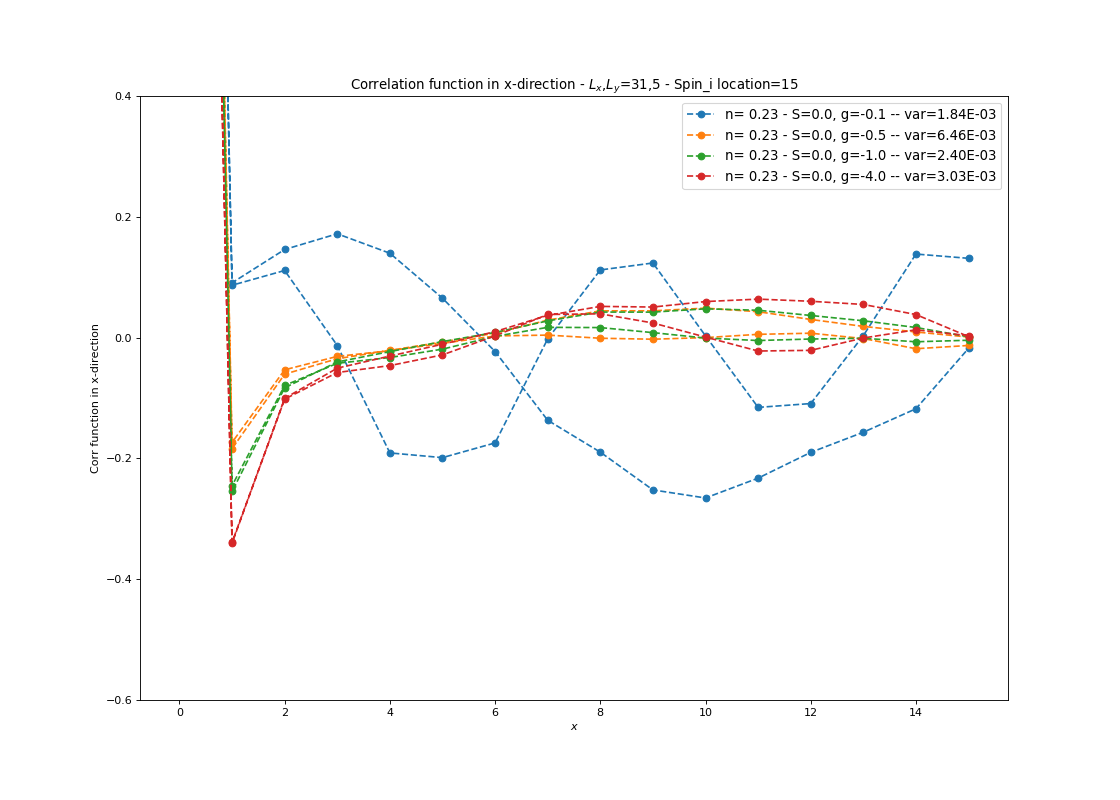 Correlation function in x-direction - Lx,Ly=31,5 - Spin_i location=15
n= 0.23 - S=0.0, g=-0.1 -- var=1.84E-03
n= 0.23 - S=0.0, g=-0.5 -- var=6.46E-03
n= 0.23 - S=0.0, g=-1.0 -- var=2.40E-03
n= 0.23 - S=0.0, g=-4.0 -- var=3.03E-03
Corr function in x-direction
0.4
0.2
0.0
−0.2
−0.4
−0.6
0 2 4 6 8 10 12 14
x